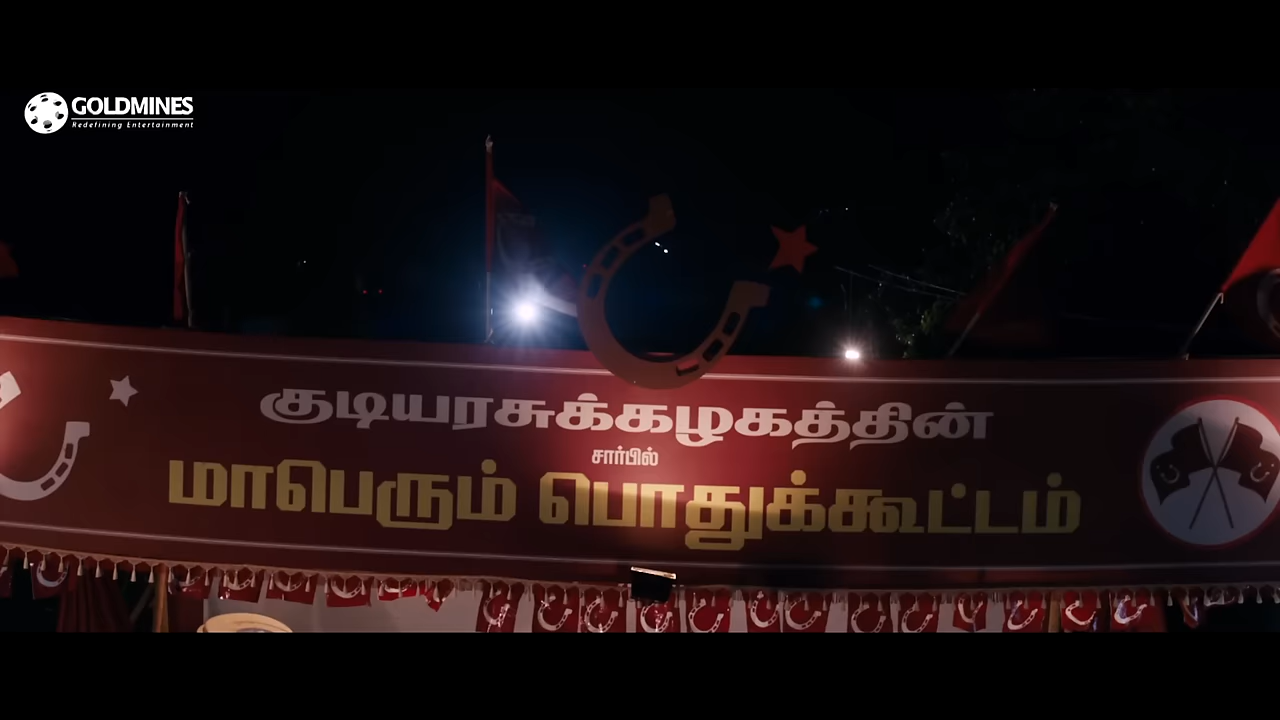 GOLDMINES
Redefining Entertainment
குடியரசுக்கழகத்தின்
சார்பில்
மாபெரும் பொதுக்கூட்டம்